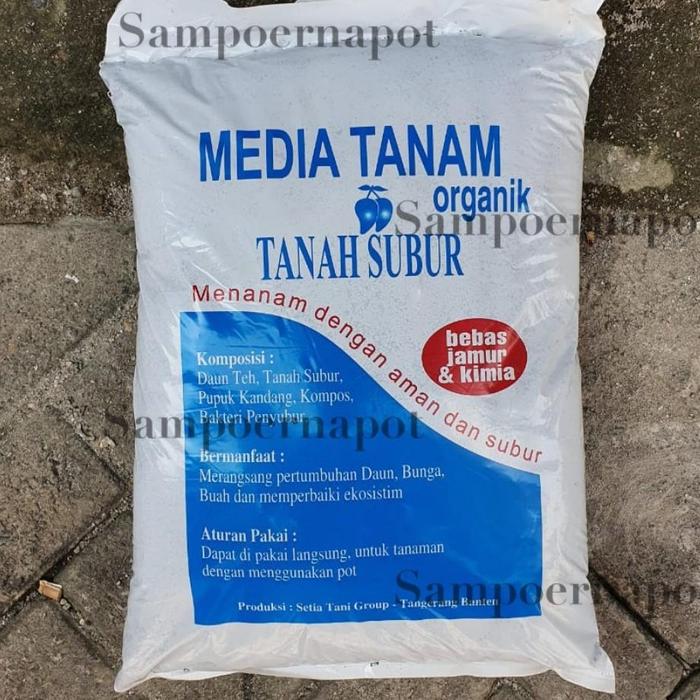 Sampoernapot
MEDIA TANAM
organik
Sampoernapot
TANAH SUBUR
Menanam dengan aman dan subur
bebas
jamur
& kimia
Komposisi :
Daun Teh, Tanah Subur,
Pupuk Kandang, Kompos,
Bakteri Penyubur
Sampoernapot
Bermanfaat :
Merangsang pertumbuhan Daun, Bunga,
Buah dan memperbaiki ekosistim
Aturan Pakai :
Dapat di pakai langsung, untuk tanaman
dengan menggunakan pot
Sampoernapot
Produksi : Setia Tani Group - Tangerang Banten